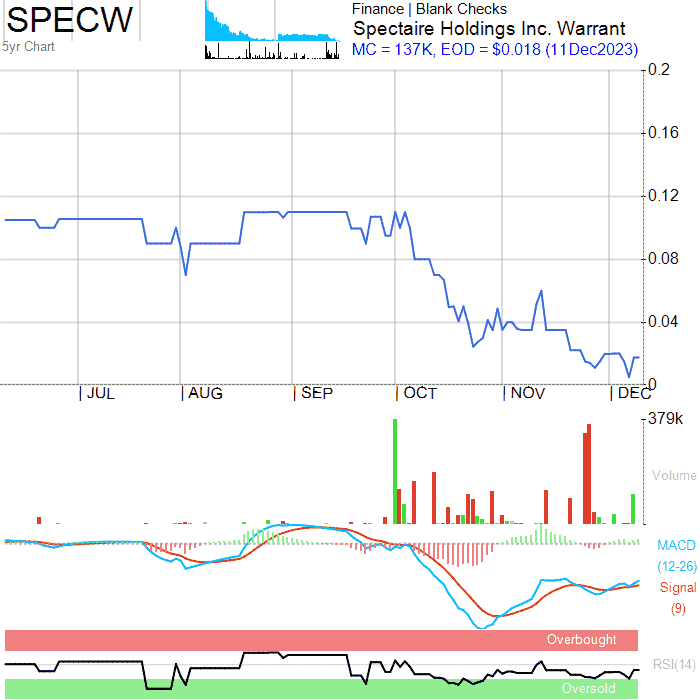 SPECW
5yr Chart
Finance | Blank Checks
Spectaire Holdings Inc. Warrant
MC = 137K, EOD = $0.018 (11Dec2023)
0.2
0.16
0.12
0.08
0.04
0
| JUL | AUG | SEP | OCT | NOV | DEC
379k
Volume
MACD
(12-26)
Signal
(9)
Overbought
RSI(14)
Oversold